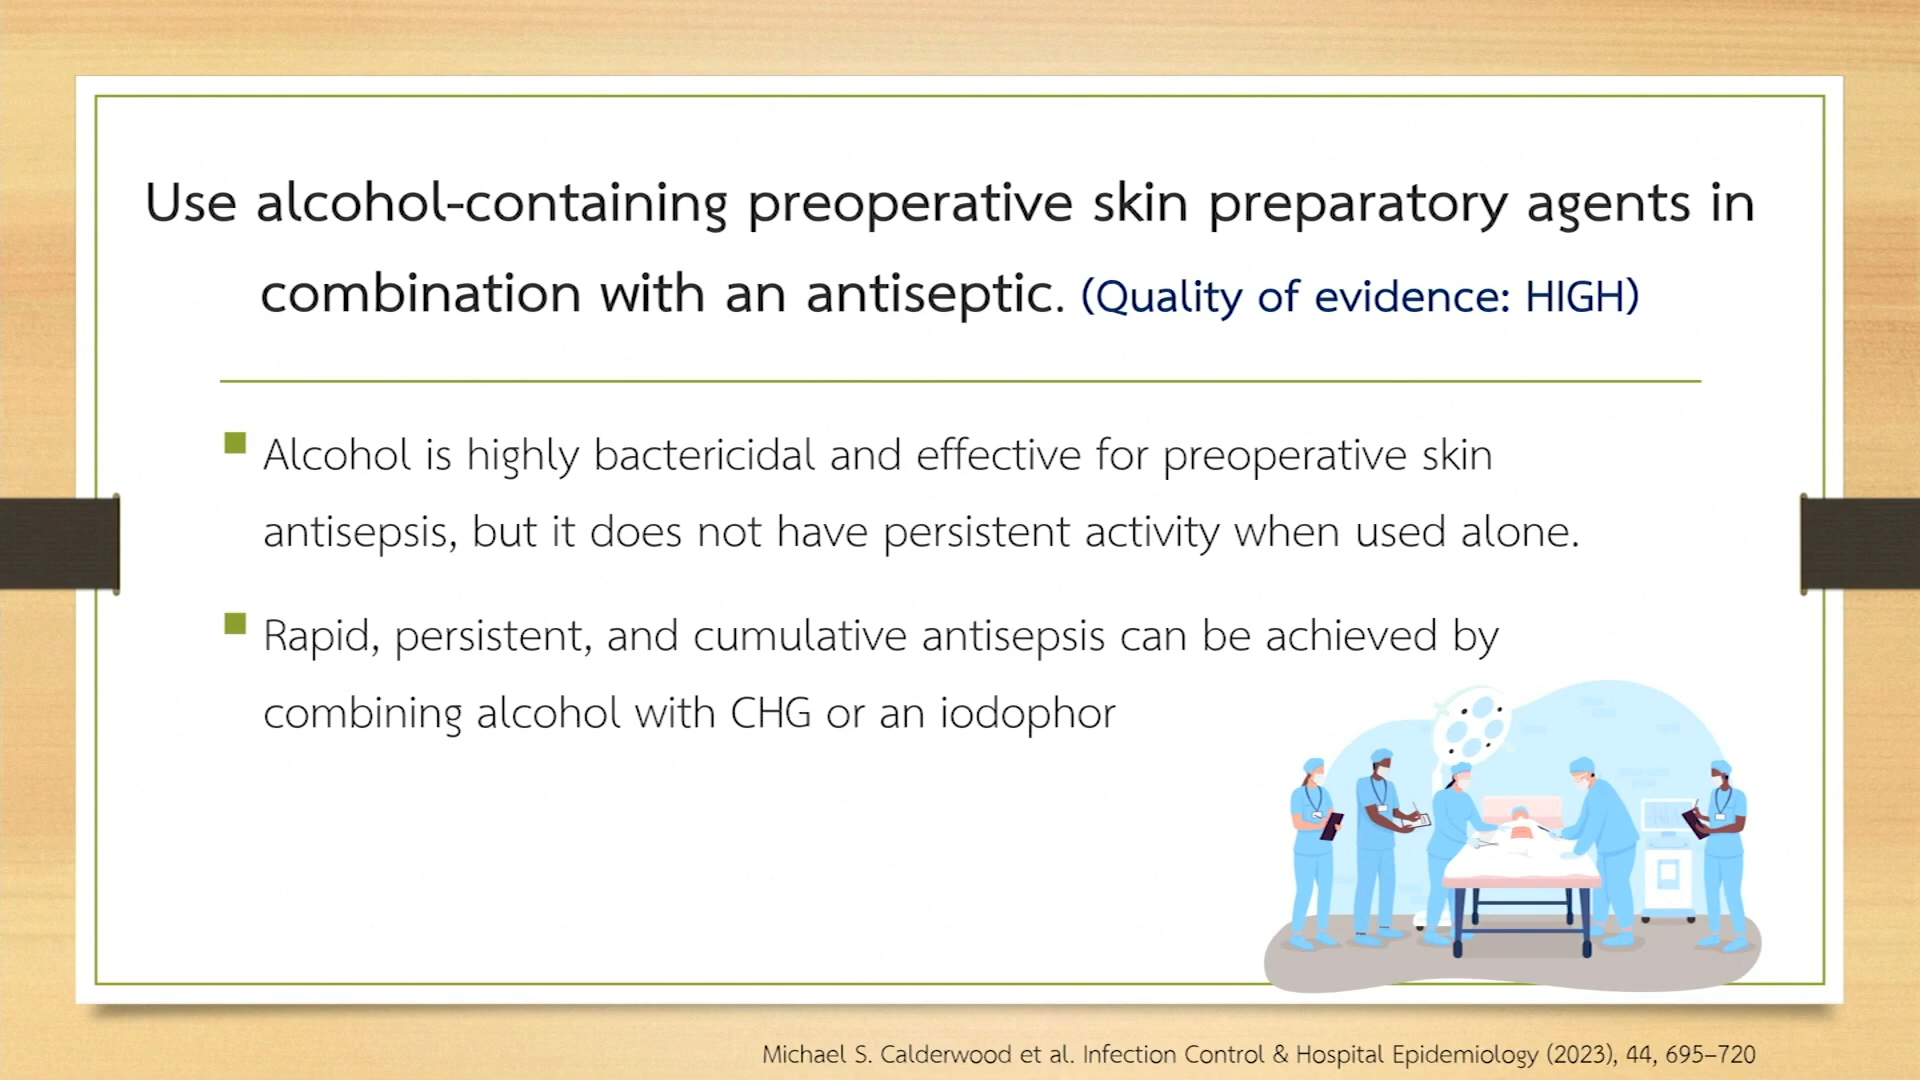 Use alcohol-containing preoperative skin preparatory agents in
combination with an antiseptic. (Quality of evidence: HIGH)
Alcohol is highly bactericidal and effective for preoperative skin
antisepsis, but it does not have persistent activity when used alone.
Rapid, persistent, and cumulative antisepsis can be achieved by
combining alcohol with CHG or an iodophor
Michael S. Calderwood et al. Infection Control & Hospital Epidemiology (2023), 44, 695–720